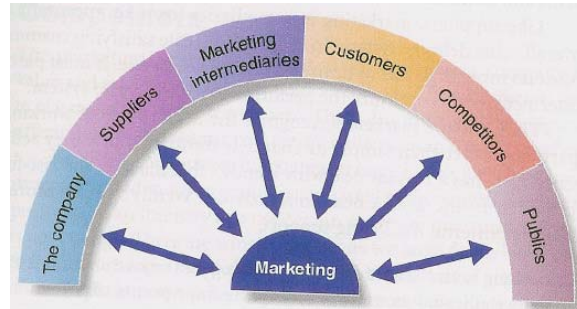 The company
Suppliers
Marketing
intermediaries
Customers
Competitors
Publics
Marketing